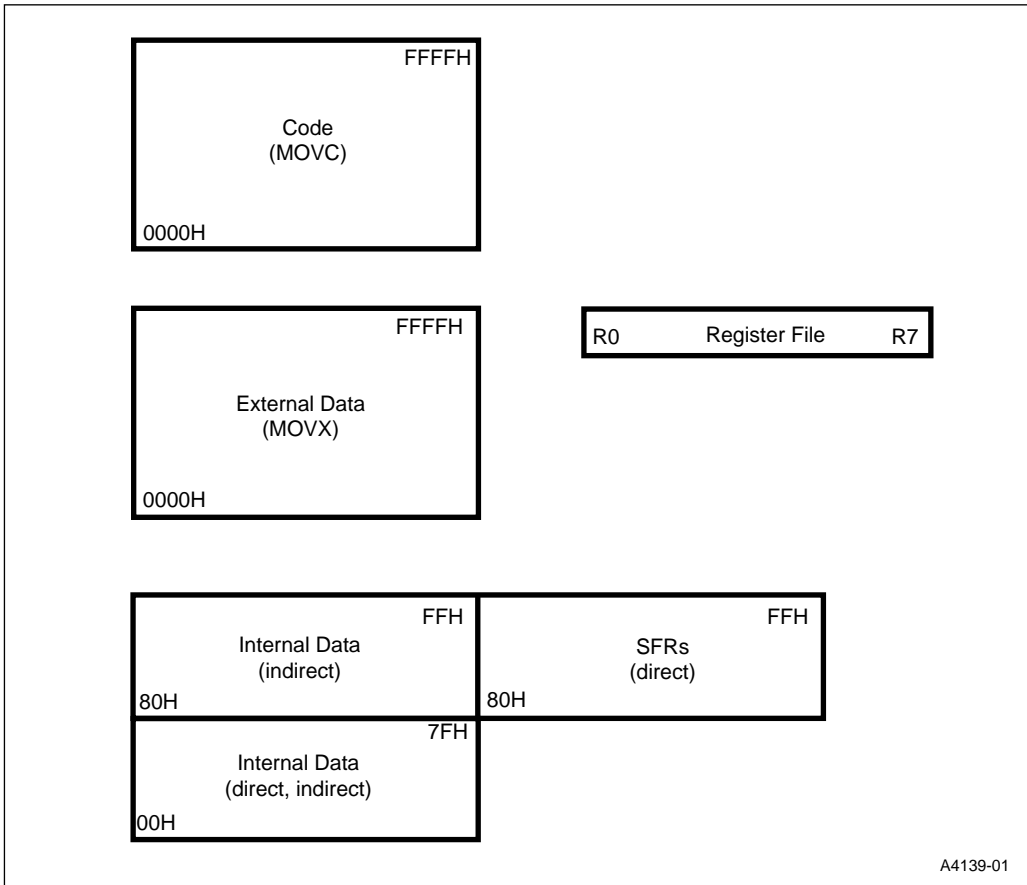 FFFFH
Code
(MOVC)
0000H
FFFFH
External Data
(MOVX)
0000H
R0 Register File R7
FFH
Internal Data
(indirect)
80H
FFH
SFRs
(direct)
80H
7FH
Internal Data
(direct, indirect)
00H
A4139-01